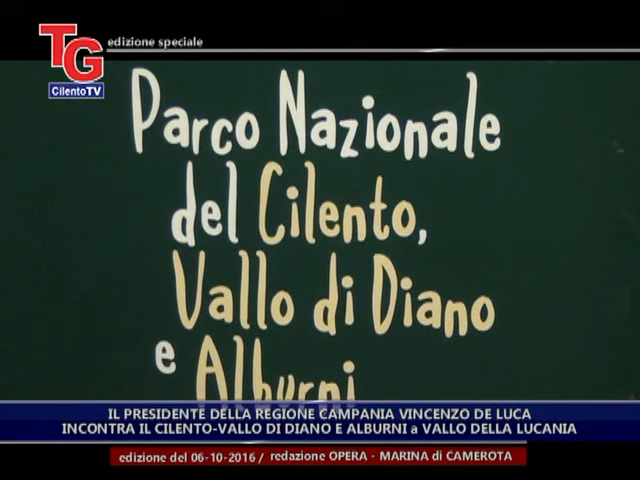 TG
edizione speciale
CilentoTV
Parco Nazionale
del Cilento,
Vallo di Diano
e Alburni
IL PRESIDENTE DELLA REGIONE CAMPANIA VINCENZO DE LUCA
INCONTRA IL CILENTO-VALLO DI DIANO E ALBURNI a VALLO DELLA LUCANIA
edizione del 06-10-2016 / redazione OPERA - MARINA di CAMEROTA